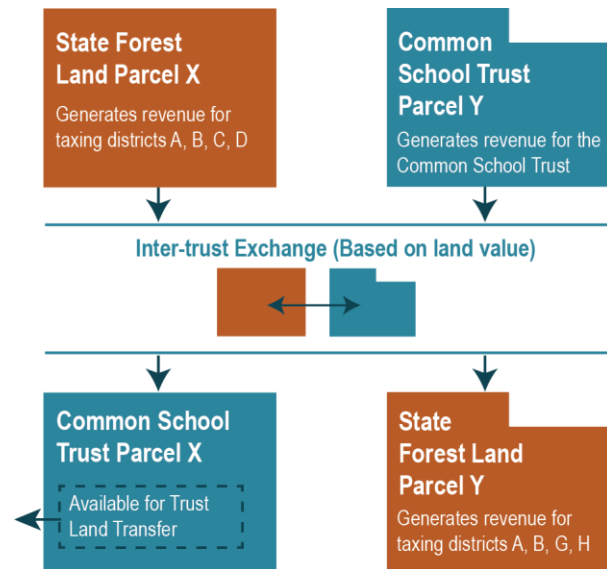 State Forest
Land Parcel X
Generates revenue for
taxing districts A, B, C, D
Common
School Trust
Parcel Y
Generates revenue for the
Common School Trust
Inter-trust Exchange (Based on land value)
Common School
Trust Parcel X
Available for Trust
Land Transfer
State
Forest Land
Parcel Y
Generates revenue for
taxing districts A, B, G, H